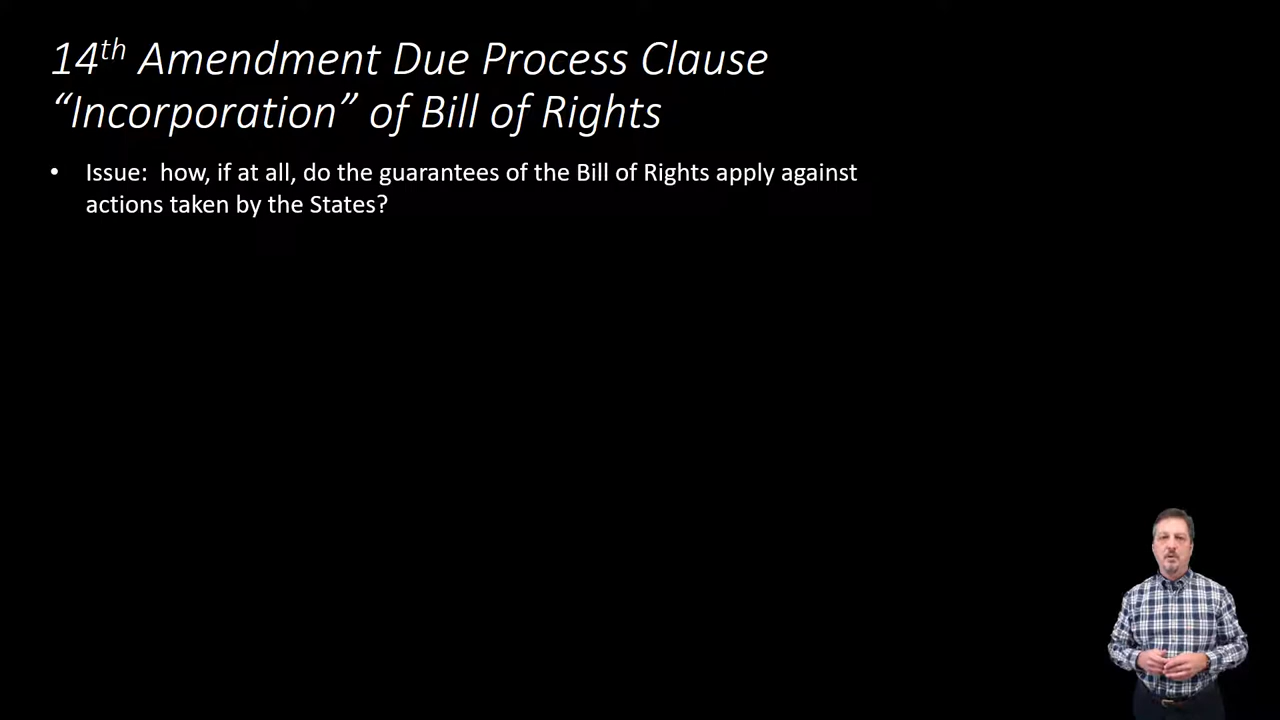 14th Amendment Due Process Clause
“Incorporation” of Bill of Rights
• Issue: how, if at all, do the guarantees of the Bill of Rights apply against
actions taken by the States?